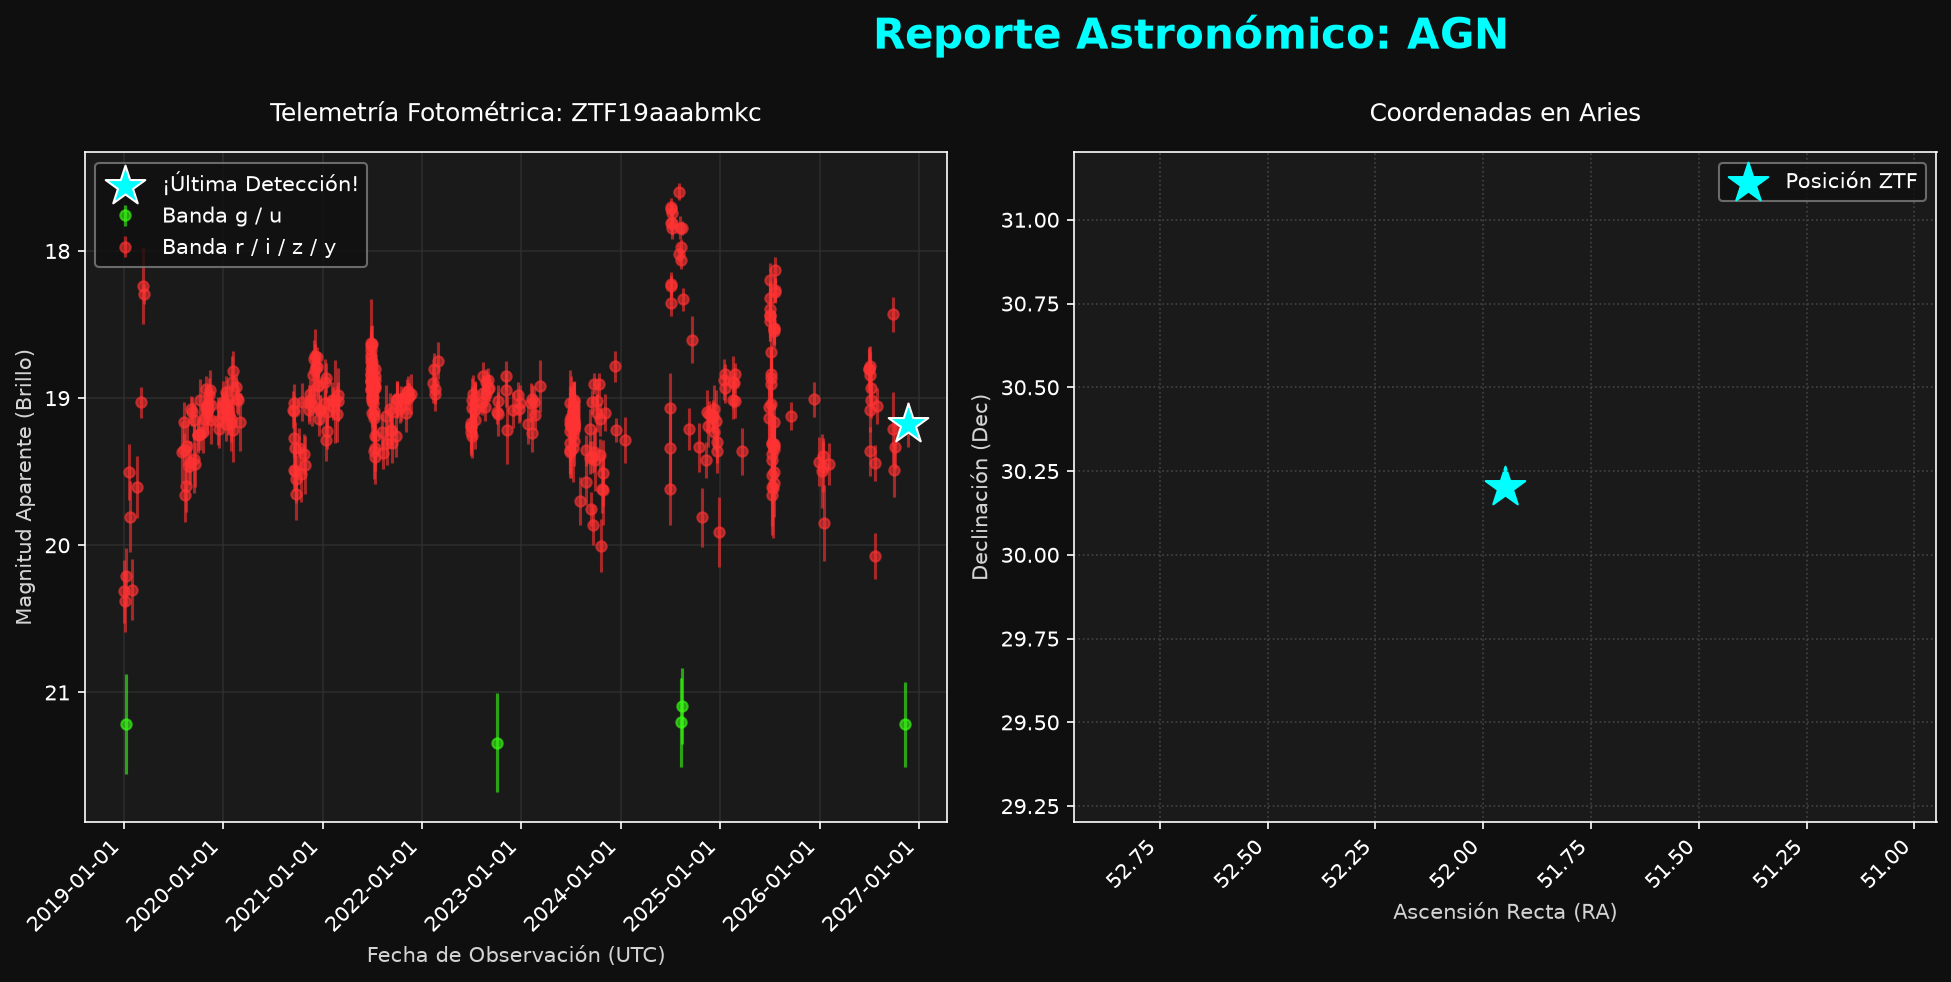 Reporte Astronómico: AGN
Telemetría Fotométrica: ZTF19aaabmkc
¡Última Detección!
Banda g / u
Banda r / i / z / y
Magnitud Aparente (Brillo)
18
19
20
21
2019-01-01
2020-01-01
2021-01-01
2022-01-01
2023-01-01
2024-01-01
2025-01-01
2026-01-01
2027-01-01
Fecha de Observación (UTC)
Coordenadas en Aries
Posición ZTF
Declinación (Dec)
31.00
30.75
30.50
30.25
30.00
29.75
29.50
29.25
52.75
52.50
52.25
52.00
51.75
51.50
51.25
51.00
Ascensión Recta (RA)